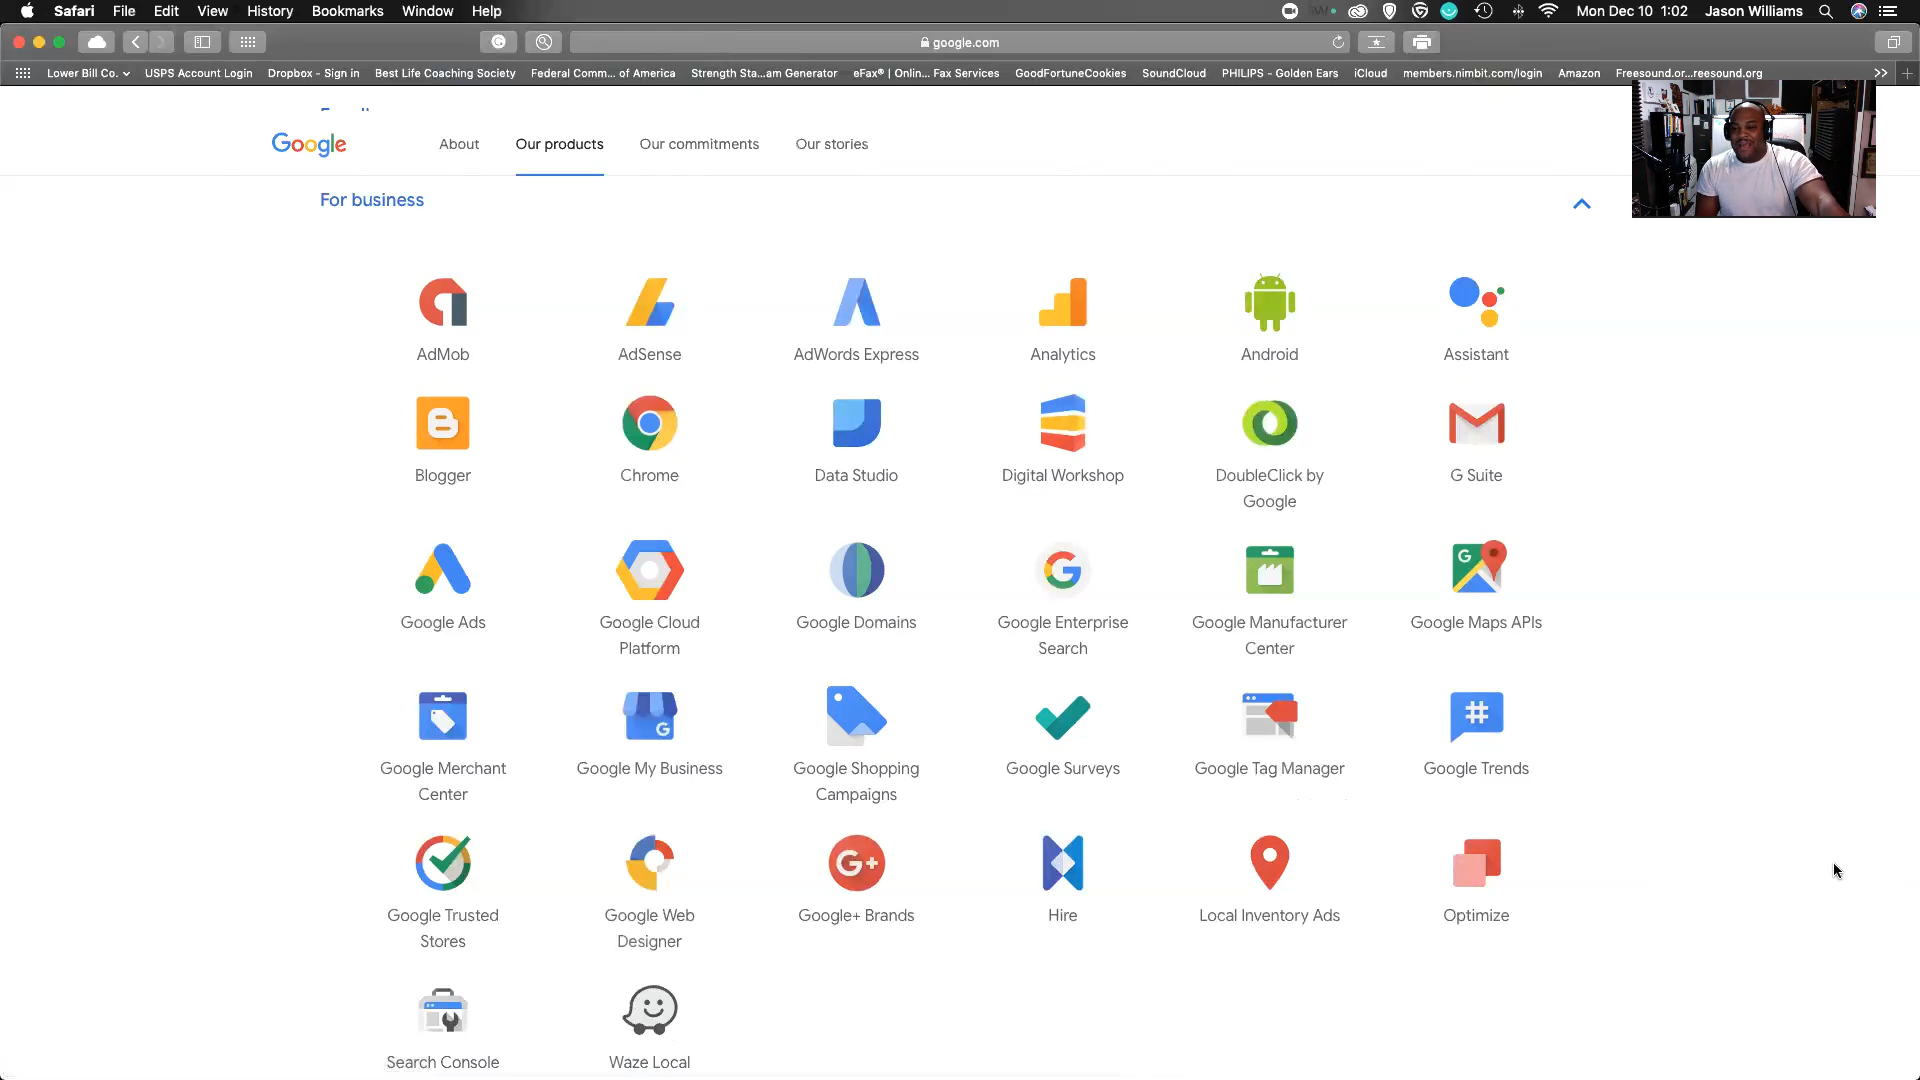 Safari File Edit View History Bookmarks Window Help Mon Dec 10 1:02 Jason Williams
google.com
Lower Bill Co. USPS Account Login Dropbox - Sign in Best Life Coaching Society Federal Comm... of America Strength Sta...am Generator eFax® | Onlin... Fax Services GoodFortuneCookies SoundCloud PHILIPS - Golden Ears iCloud members.nimbit.com/login Amazon Freesound.or...reesound.org
Google About Our products Our commitments Our stories
For business
AdMob AdSense AdWords Express Analytics Android Assistant
Blogger Chrome Data Studio Digital Workshop DoubleClick by G Suite
Google
G
Google Ads Google Cloud Google Domains Google Enterprise Google Manufacturer Google Maps APIs
Platform Search Center
G
Google Merchant Google My Business Google Shopping Google Surveys Google Tag Manager Google Trends
Center Campaigns
G+
Google Trusted Google Web Google+ Brands Hire Local Inventory Ads Optimize
Stores Designer
Search Console Waze Local